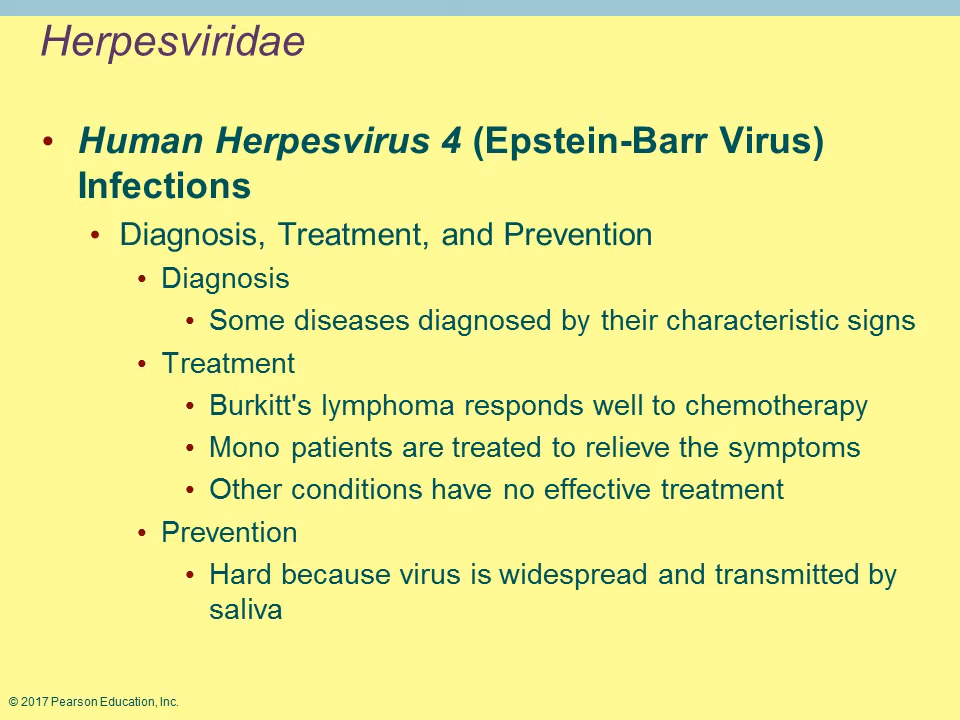 Herpesviridae
• Human Herpesvirus 4 (Epstein-Barr Virus)
Infections
• Diagnosis, Treatment, and Prevention
• Diagnosis
• Some diseases diagnosed by their characteristic signs
• Treatment
• Burkitt's lymphoma responds well to chemotherapy
• Mono patients are treated to relieve the symptoms
• Other conditions have no effective treatment
• Prevention
• Hard because virus is widespread and transmitted by
saliva
© 2017 Pearson Education, Inc.